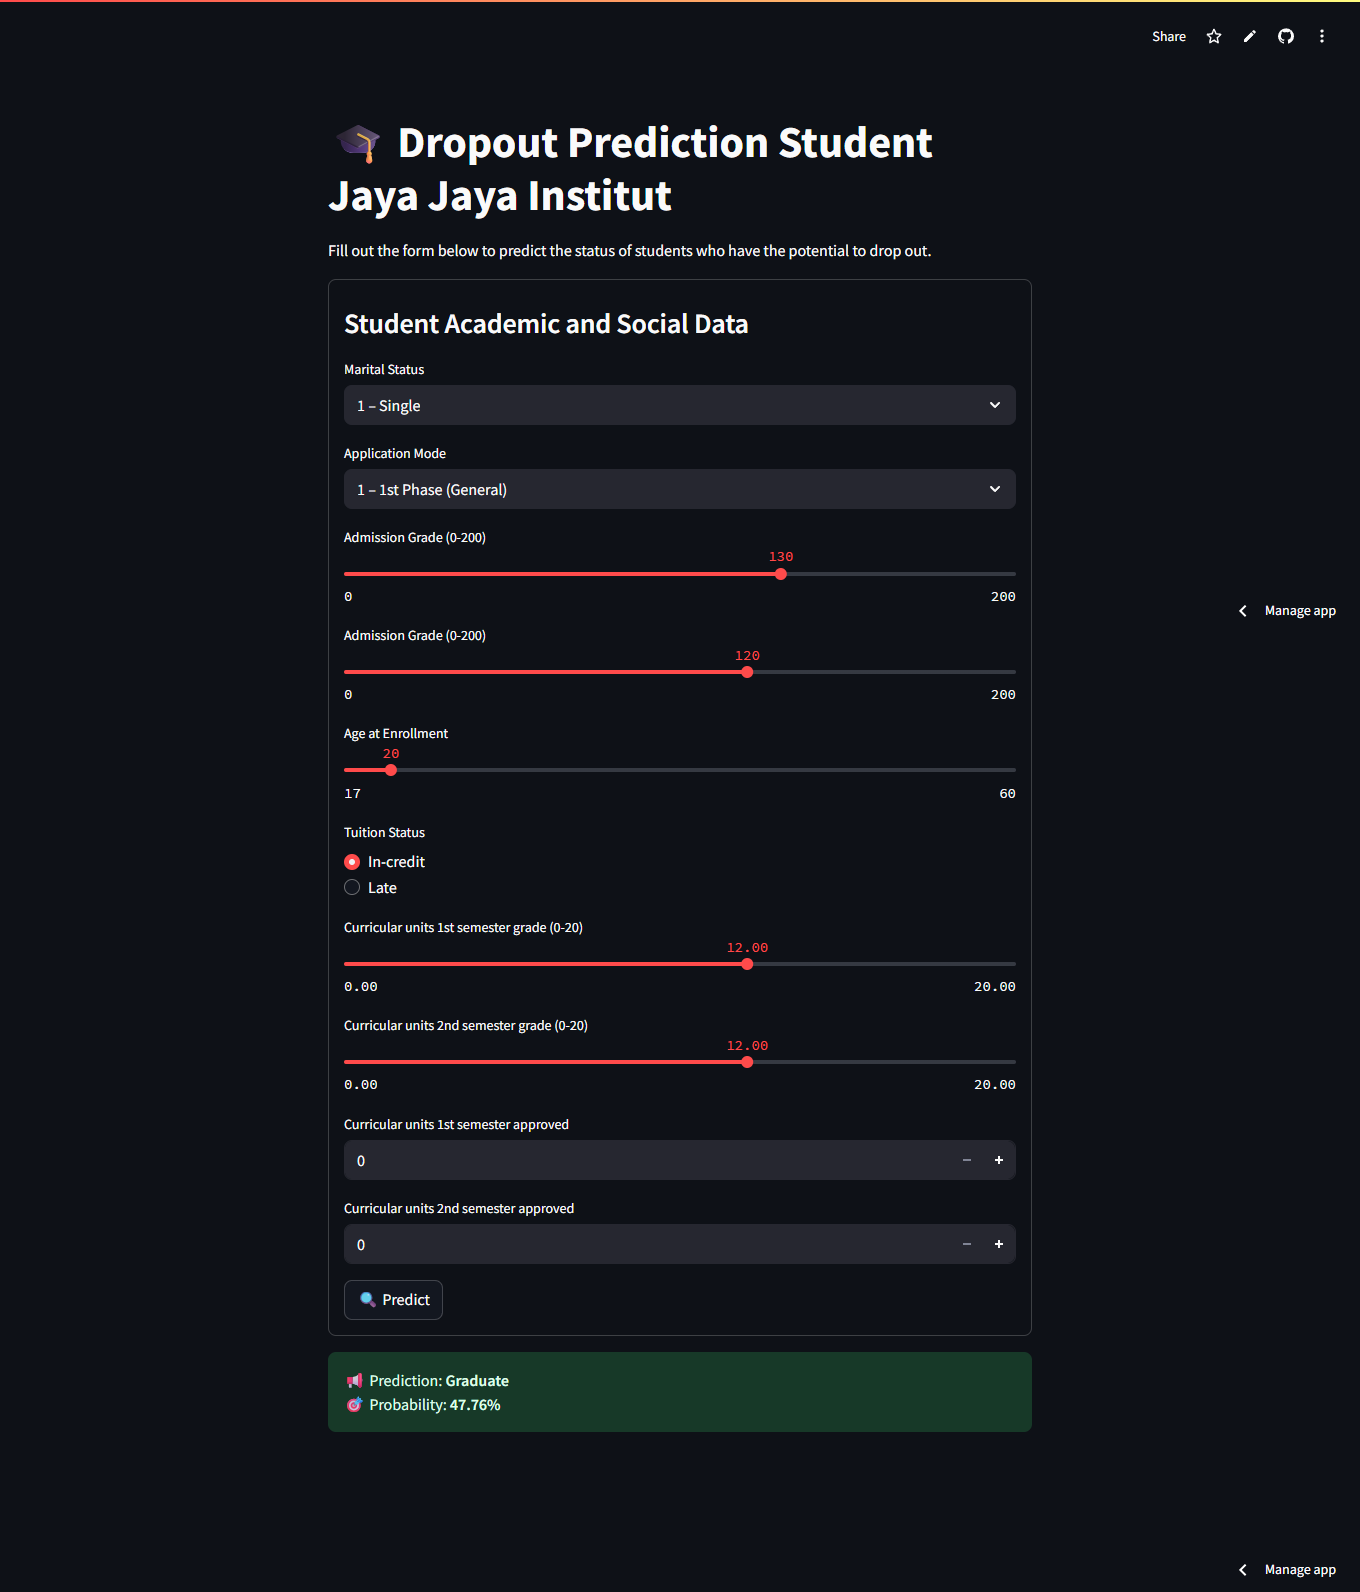 Share
Dropout Prediction Student
Jaya Jaya Institut
Fill out the form below to predict the status of students who have the potential to drop out.
Student Academic and Social Data
Marital Status
1 – Single
Application Mode
1 – 1st Phase (General)
Admission Grade (0-200)
130
0
200
Manage app
Admission Grade (0-200)
120
0
200
Age at Enrollment
20
17
60
Tuition Status
In-credit
Late
Curricular units 1st semester grade (0-20)
12.00
0.00
20.00
Curricular units 2nd semester grade (0-20)
12.00
0.00
20.00
Curricular units 1st semester approved
0
Curricular units 2nd semester approved
0
Predict
Prediction: Graduate
Probability: 47.76%
Manage app